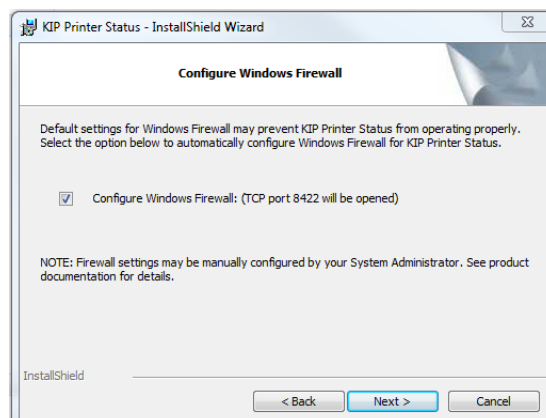 KIP Printer Status - InstallShield Wizard
Configure Windows Firewall
Default settings for Windows Firewall may prevent KIP Printer Status from operating properly.
Select the option below to automatically configure Windows Firewall for KIP Printer Status.
Configure Windows Firewall: (TCP port 8422 will be opened)
NOTE: Firewall settings may be manually configured by your System Administrator. See product
documentation for details.
InstallShield
< Back
Next >
Cancel